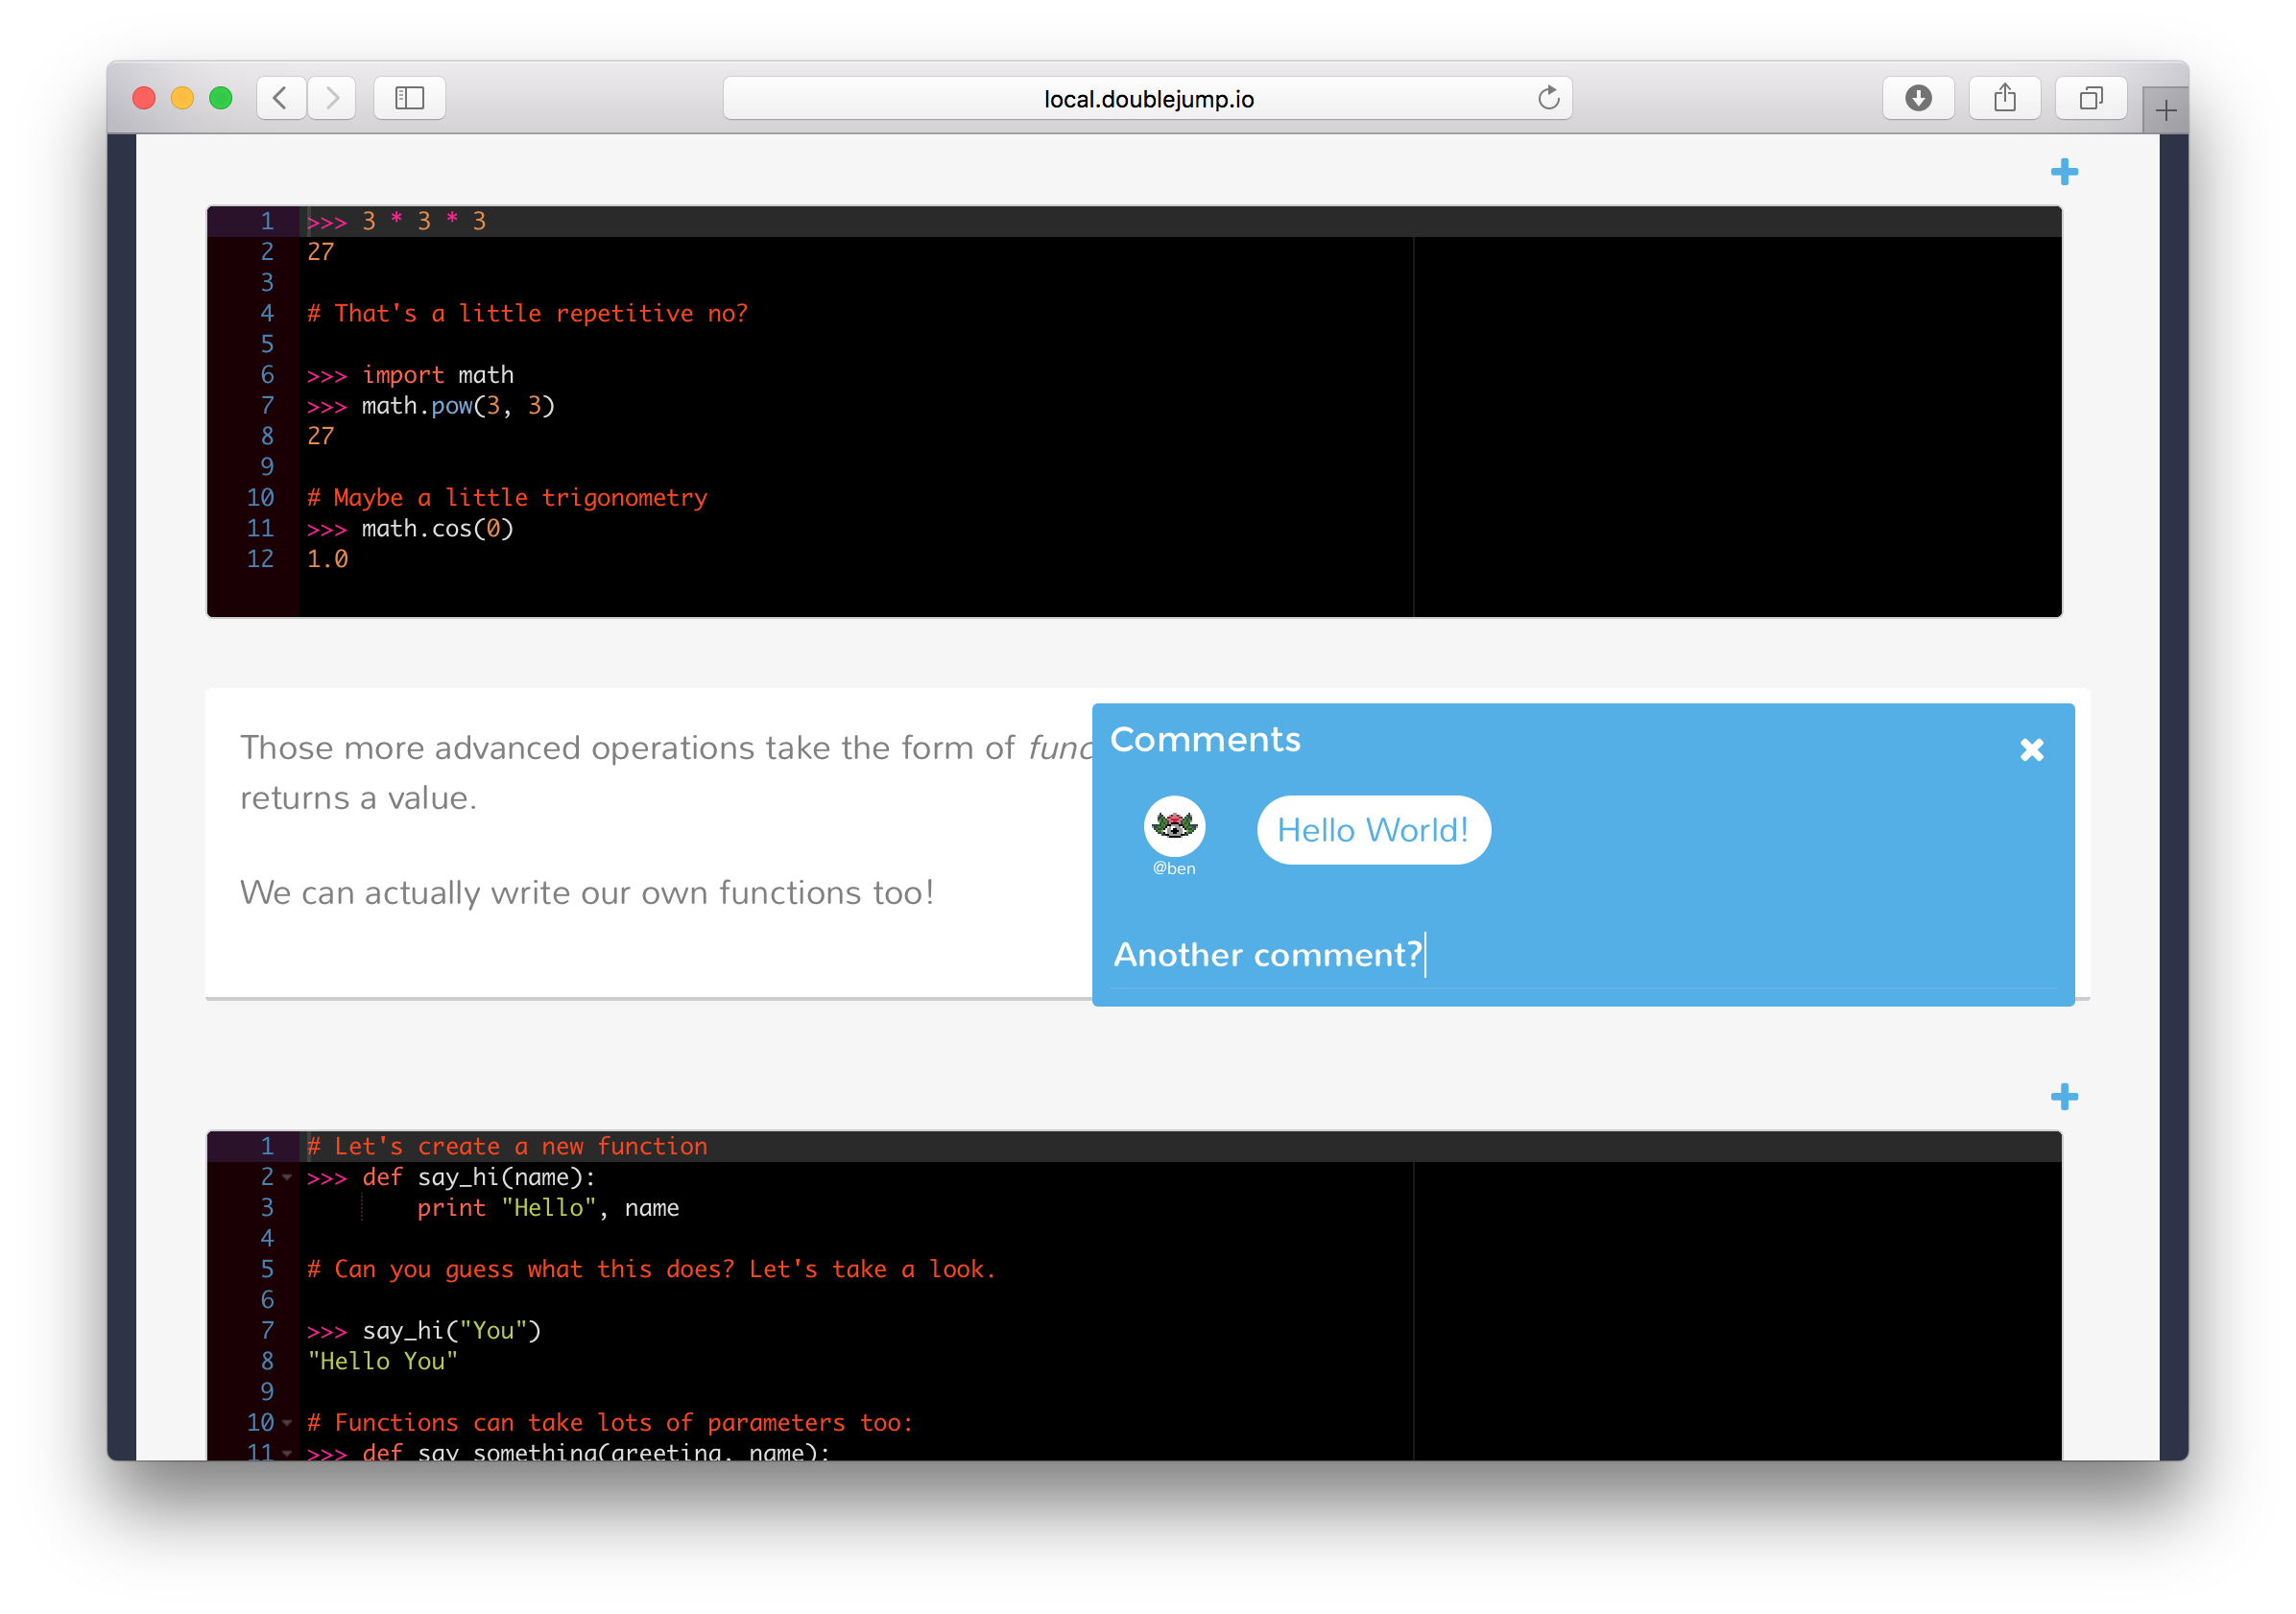 local.doublejump.io
1 >>> 3 * 3 * 3
2 27
3
4 # That's a little repetitive no?
5
6 >>> import math
7 >>> math.pow(3, 3)
8 27
9
10 # Maybe a little trigonometry
11 >>> math.cos(0)
12 1.0
Those more advanced operations take the form of func
returns a value.
We can actually write our own functions too!
Comments
@ben
Hello World!
Another comment?
1 # Let's create a new function
2 >>> def say_hi(name):
3         print "Hello", name
4
5 # Can you guess what this does? Let's take a look.
6
7 >>> say_hi("You")
8 "Hello You"
9
10 # Functions can take lots of parameters too:
11 >>> def say_something(greeting, name):